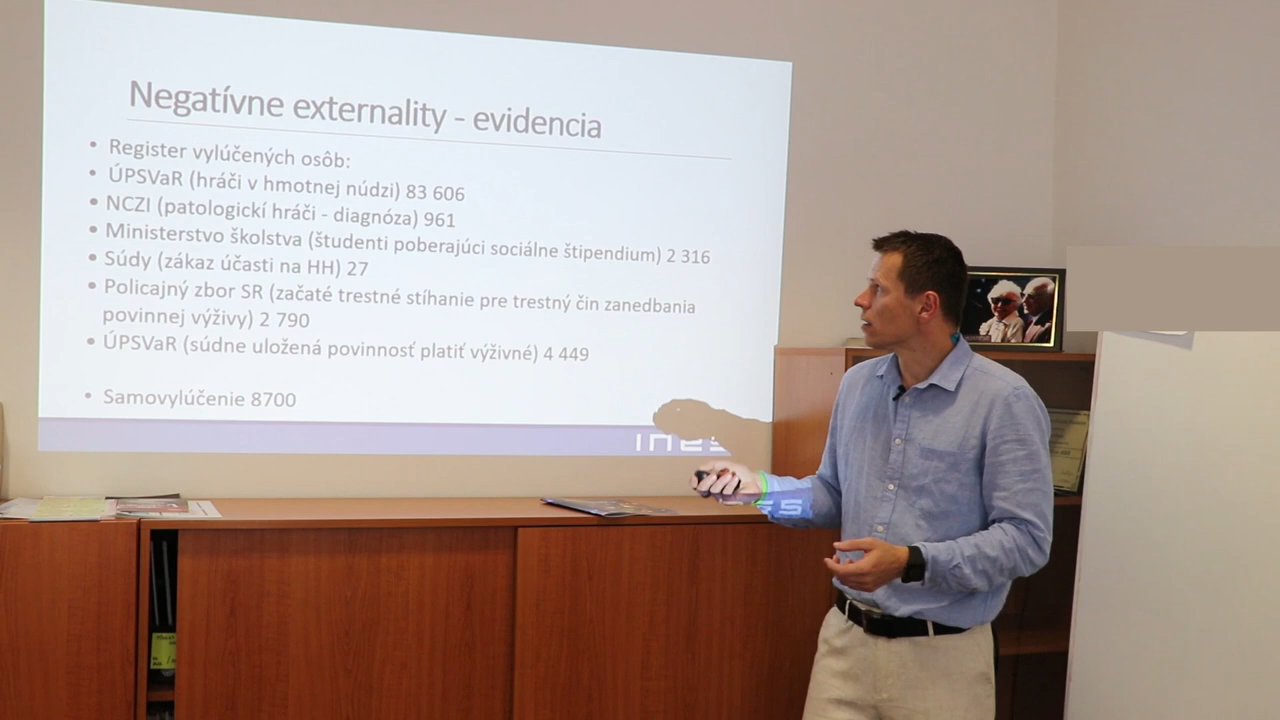 Negatívne externality - evidencia
• Register vylúčených osôb:
• ÚPSVaR (hráči v hmotnej núdzi) 83 606
• NCZI (patologickí hráči - diagnóza) 961
• Ministerstvo školstva (študenti poberajúci sociálne štipendium) 2 316
• Súdy (zákaz účasti na HH) 27
• Policajný zbor SR (začaté trestné stíhanie pre trestný čin zanedbania
povinnej výživy) 2 790
• ÚPSVaR (súdne uložená povinnosť platiť výživné) 4 449
• Samovylúčenie 8700
ines